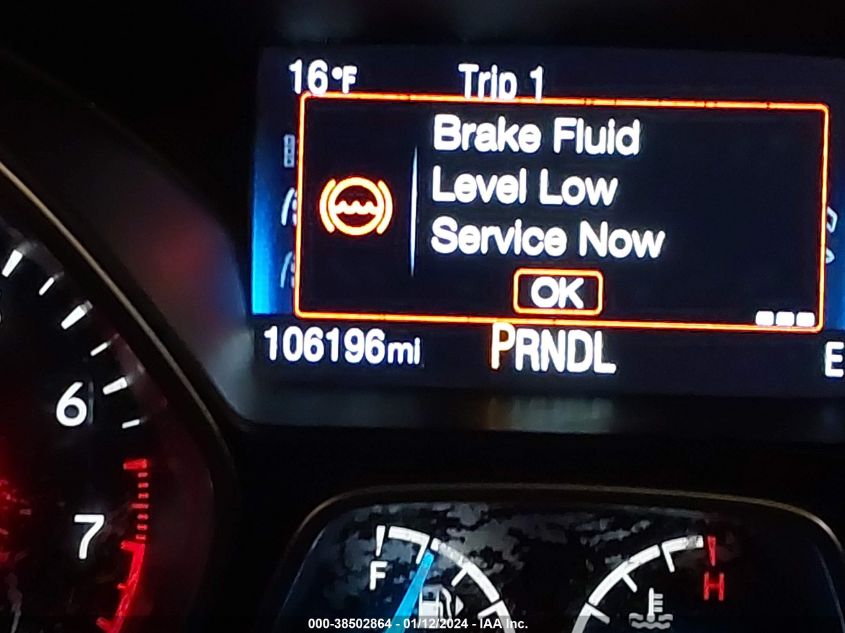 16°F Trip 1
Brake Fluid
Level Low
Service Now
OK
106196mi PRNDL E
6
7
F H
000-38502864 - 01/12/2024 - IAA Inc.